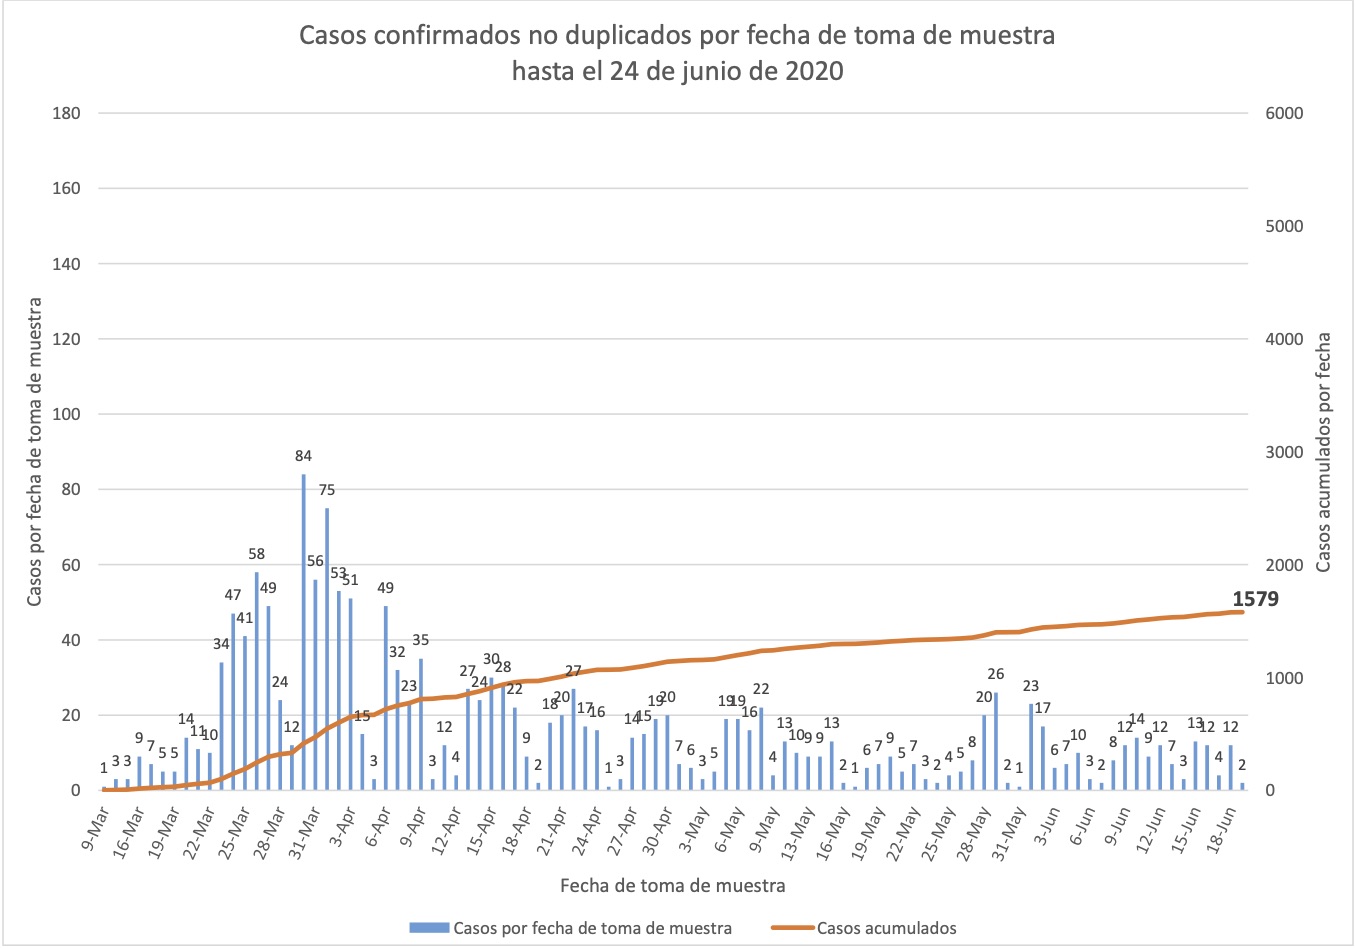 Casos confirmados no duplicados por fecha de toma de muestra
hasta el 24 de junio de 2020
180
160
140
120
100
80
60
40
20
0
Casos por fecha de toma de muestra
6000
5000
4000
3000
2000
1000
0
Casos acumulados por fecha
1 3 3 9 7 5 5 14 11 10 34 47 41 58 49 24 12 84 56 75 53 51 15 3 49 32 23 35 3 12 4 27 24 30 28 22 9 2 18 20 27 17 16 1 3 14 15 19 20 7 6 3 5 19 19 16 22 4 13 10 9 9 13 2 1 6 7 9 5 7 3 2 4 5 8 20 26 2 1 23 17 6 7 10 3 2 8 12 14 9 12 7 3 13 12 4 12 2
1579
9-Mar 16-Mar 19-Mar 22-Mar 25-Mar 28-Mar 31-Mar 3-Apr 6-Apr 9-Apr 12-Apr 15-Apr 18-Apr 21-Apr 24-Apr 27-Apr 30-Apr 3-May 6-May 9-May 13-May 16-May 19-May 22-May 25-May 28-May 31-May 3-Jun 6-Jun 9-Jun 12-Jun 15-Jun 18-Jun
Fecha de toma de muestra
Casos por fecha de toma de muestra
Casos acumulados